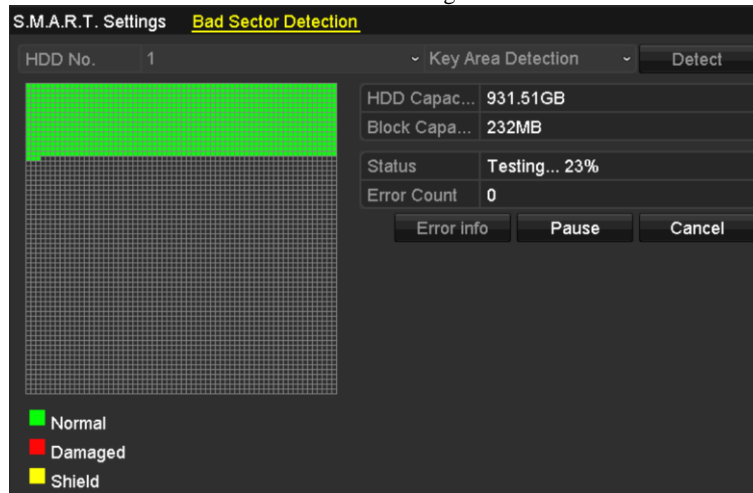 S.M.A.R.T. Settings Bad Sector Detection
HDD No. 1 Key Area Detection Detect
HDD Capac... 931.51GB
Block Capa... 232MB
Status Testing... 23%
Error Count 0
Error info Pause Cancel
Normal
Damaged
Shield